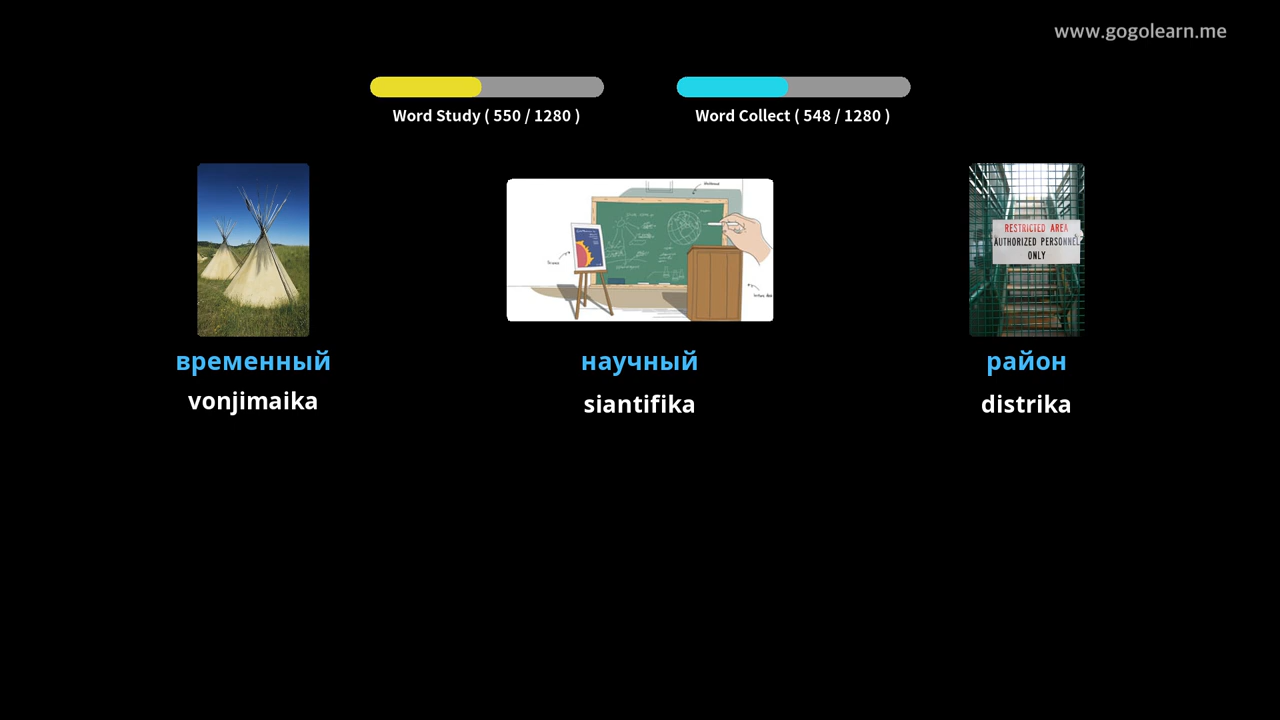 www.gogolearn.me
Word Study ( 550 / 1280 )
Word Collect ( 548 / 1280 )
RESTRICTED AREA
AUTHORIZED PERSONNEL
ONLY
временный
научный
район
vonjimaika
siantifika
distrika